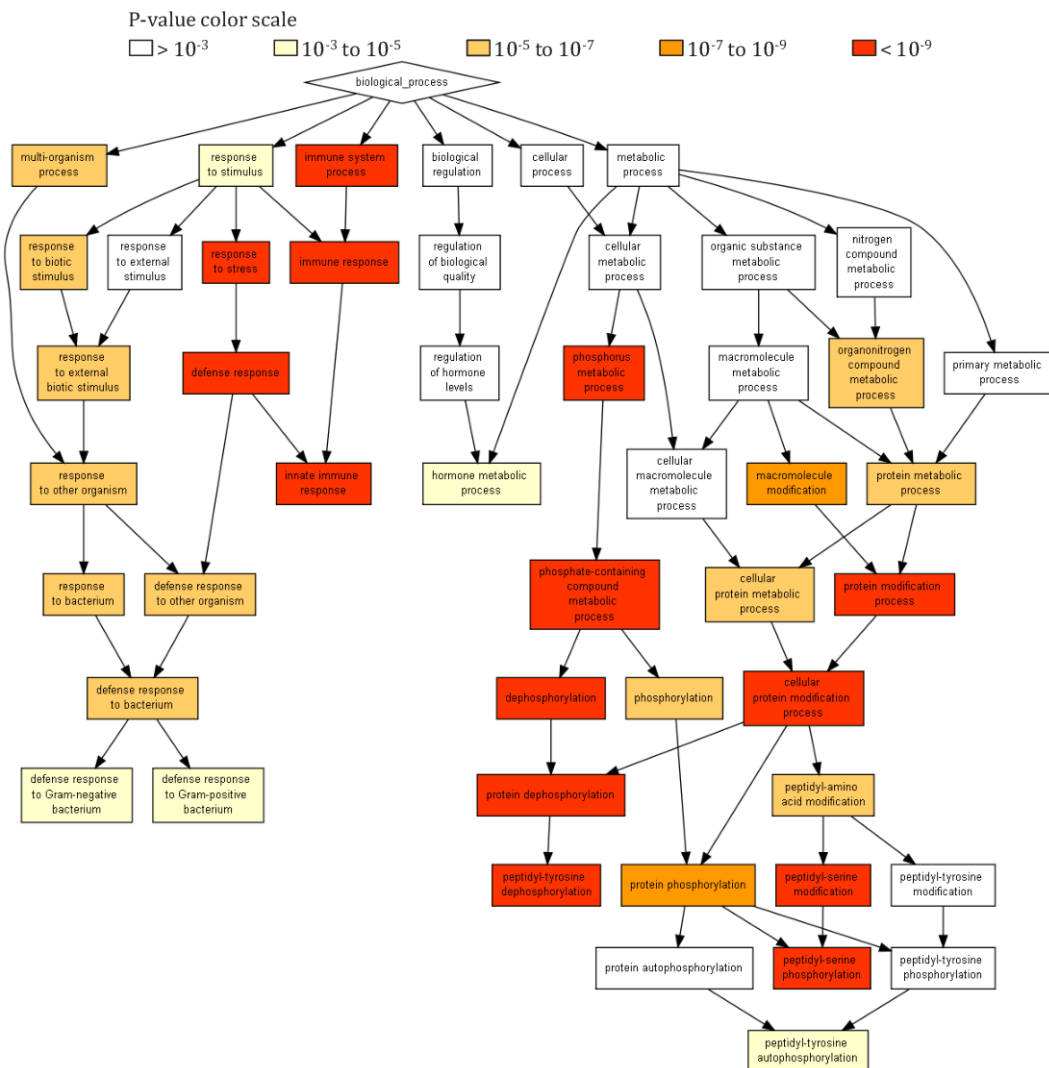 P-value color scale
> 10⁻³
10⁻³ to 10⁻⁵
10⁻⁵ to 10⁻⁷
10⁻⁷ to 10⁻⁹
< 10⁻⁹
biological_process
multi-organism
process
response
to stimulus
immune system
process
biological
regulation
cellular
process
metabolic
process
response
to biotic
stimulus
response
to external
stimulus
response
to stress
immune response
regulation
of biological
quality
cellular
metabolic
process
organic substance
metabolic
process
nitrogen
compound
metabolic
process
response
to external
biotic stimulus
defense response
regulation
of hormone
levels
phosphorus
metabolic
process
macromolecule
metabolic
process
organonitrogen
compound
metabolic
process
primary metabolic
process
response
to other organism
innate immune
response
hormone metabolic
process
cellular
macromolecule
metabolic
process
macromolecule
modification
protein metabolic
process
response
to bacterium
defense response
to other organism
phosphate-containing
compound
metabolic
process
cellular
protein metabolic
process
protein modification
process
defense response
to bacterium
dephosphorylation
phosphorylation
cellular
protein modification
process
defense response
to Gram-negative
bacterium
defense response
to Gram-positive
bacterium
protein dephosphorylation
peptidyl-amino
acid modification
peptidyl-tyrosine
dephosphorylation
protein phosphorylation
peptidyl-serine
modification
peptidyl-tyrosine
modification
protein autophosphorylation
peptidyl-serine
phosphorylation
peptidyl-tyrosine
phosphorylation
peptidyl-tyrosine
autophosphorylation